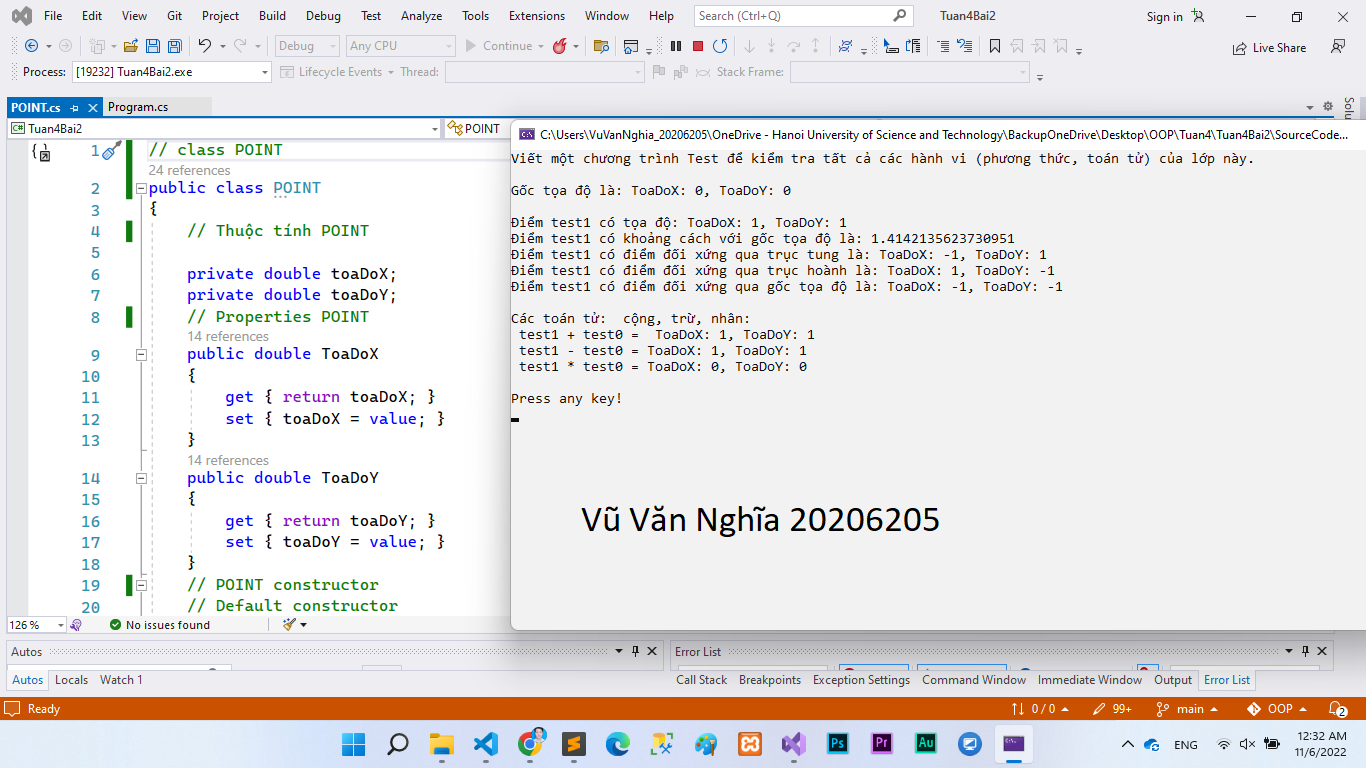 File Edit View Git Project Build Debug Test Analyze Tools Extensions Window Help Search (Ctrl+Q) Tuan4Bai2 Sign in
Debug Any CPU Continue Live Share
Process: [19232] Tuan4Bai2.exe Lifecycle Events Thread: Stack Frame:
POINT.cs Program.cs
Tuan4Bai2 POINT
1 // class POINT
24 references
2 public class POINT
3 {
4 // Thuộc tính POINT
5
6 private double toaDoX;
7 private double toaDoY;
8 // Properties POINT
14 references
9 public double ToaDoX
10 {
11 get { return toaDoX; }
12 set { toaDoX = value; }
13 }
14 references
14 public double ToaDoY
15 {
16 get { return toaDoY; }
17 set { toaDoY = value; }
18 }
19 // POINT constructor
20 // Default constructor
126 % No issues found
C:\Users\VuVanNghia_20206205\OneDrive - Hanoi University of Science and Technology\BackupOneDrive\Desktop\OOP\Tuan4\Tuan4Bai2\SourceCode...
Viết một chương trình Test để kiểm tra tất cả các hành vi (phương thức, toán tử) của lớp này.
Gốc tọa độ là: ToaDoX: 0, ToaDoY: 0
Điểm test1 có tọa độ: ToaDoX: 1, ToaDoY: 1
Điểm test1 có khoảng cách với gốc tọa độ là: 1.4142135623730951
Điểm test1 có điểm đối xứng qua trục tung là: ToaDoX: -1, ToaDoY: 1
Điểm test1 có điểm đối xứng qua trục hoành là: ToaDoX: 1, ToaDoY: -1
Điểm test1 có điểm đối xứng qua gốc tọa độ là: ToaDoX: -1, ToaDoY: -1
Các toán tử: cộng, trừ, nhân:
test1 + test0 = ToaDoX: 1, ToaDoY: 1
test1 - test0 = ToaDoX: 1, ToaDoY: 1
test1 * test0 = ToaDoX: 0, ToaDoY: 0
Press any key!
Vũ Văn Nghĩa 20206205
Autos
Autos Locals Watch 1
Error List
Call Stack Breakpoints Exception Settings Command Window Immediate Window Output Error List
Ready 0 / 0 99+ main OOP 2
Ps Pr Au ENG 12:32 AM
11/6/2022